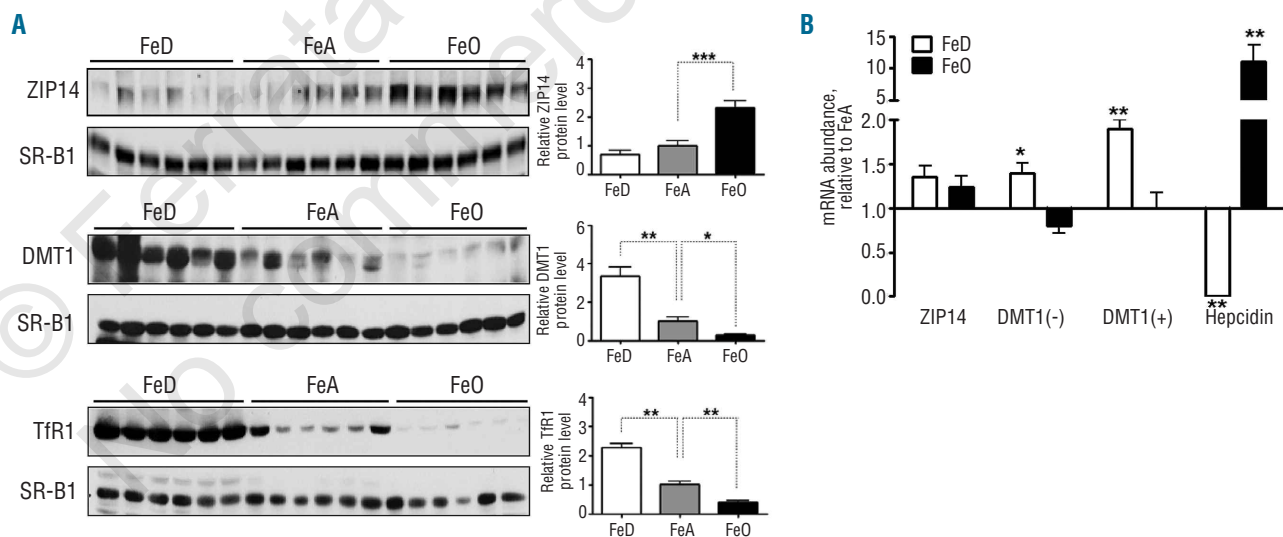 A
FeD FeA FeO
ZIP14
SR-B1
Relative ZIP14
protein level
4
3
2
1
0
***
FeD FeA FeO
FeD FeA FeO
DMT1
SR-B1
Relative DMT1
protein level
6
4
2
0
** *
FeD FeA FeO
FeD FeA FeO
TfR1
SR-B1
Relative TfR1
protein level
4
3
2
1
0
** **
FeD FeA FeO
B
FeD
FeO
mRNA abundance,
relative to FeA
15
10
5
2.0
1.5
1.0
0.5
0.0
*
**
**
**
ZIP14 DMT1(-) DMT1(+) Hepcidin
© Ferrata
No commerc